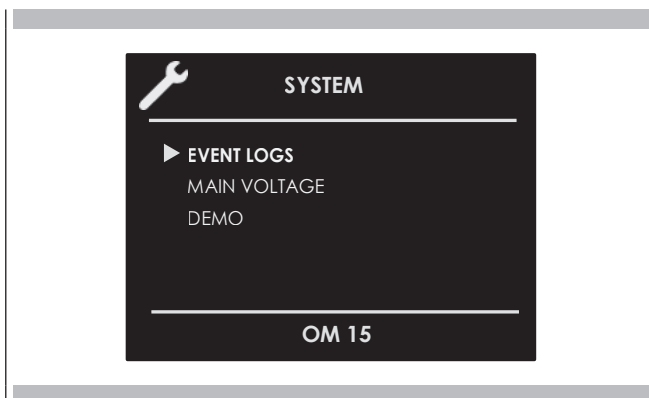 SYSTEM
EVENT LOGS
MAIN VOLTAGE
DEMO
OM 15